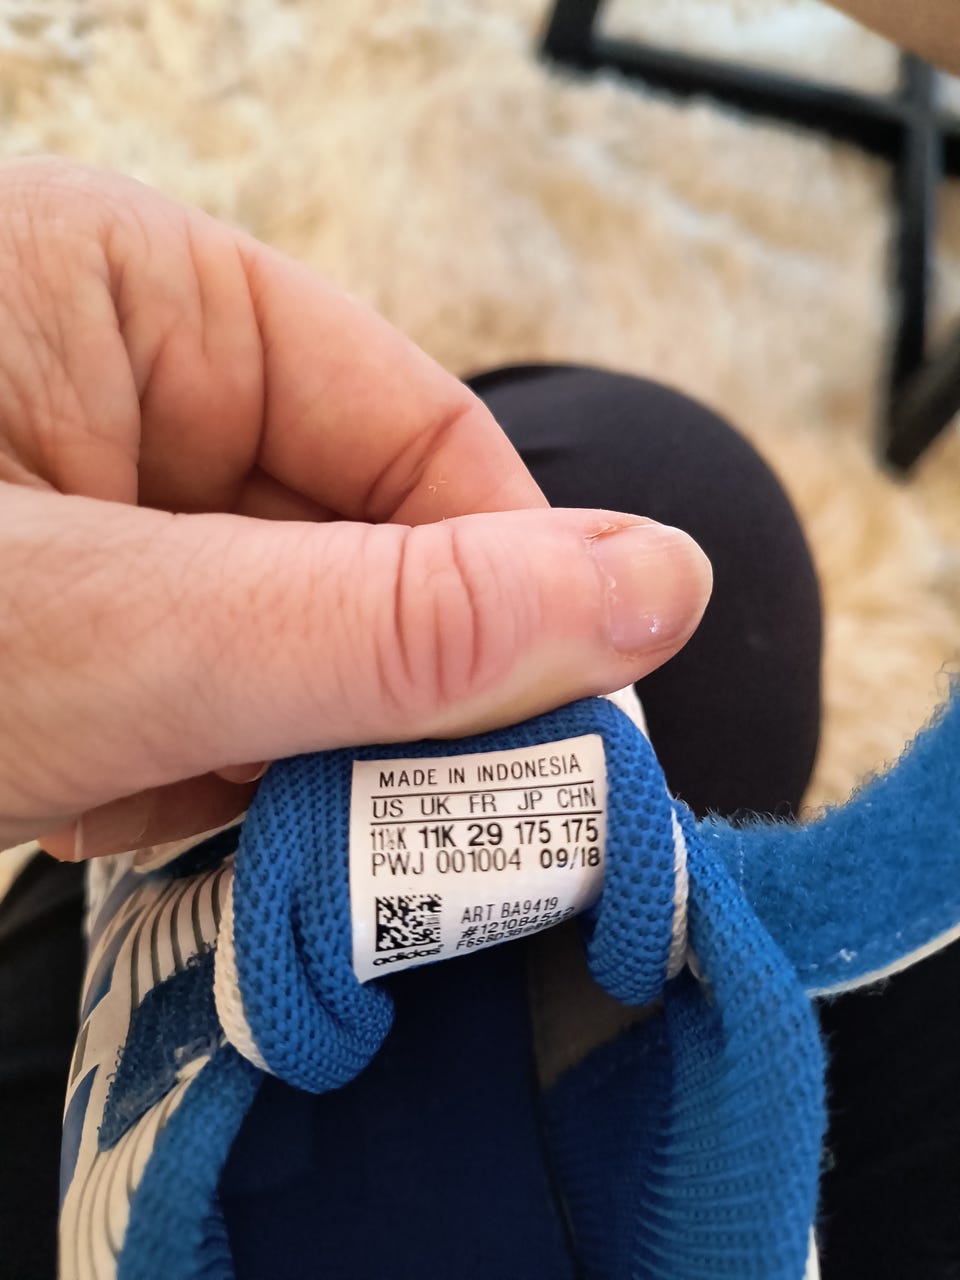 MADE IN INDONESIA
US UK FR JP CHN
11½K 11K 29 175 175
PWJ 001004 09/18
ART BA9419
adidas